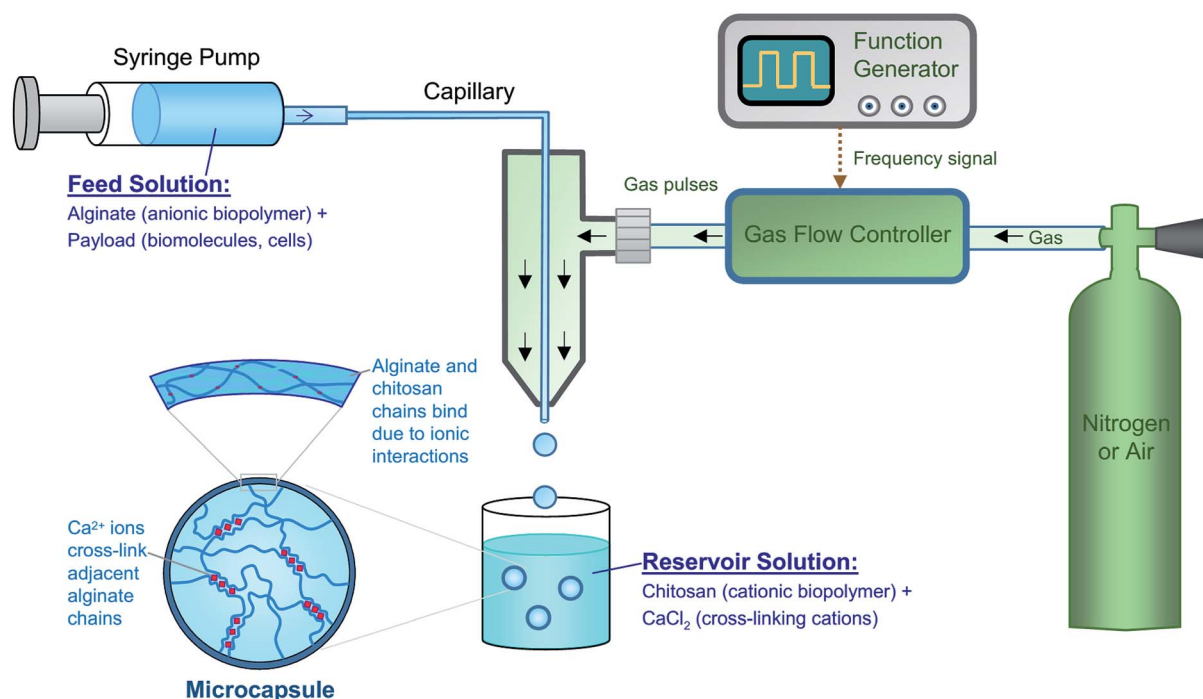 Syringe Pump
Capillary
Function
Generator
Frequency signal
Feed Solution:
Alginate (anionic biopolymer) +
Payload (biomolecules, cells)
Gas pulses
Gas Flow Controller
Gas
Nitrogen
or Air
Alginate and
chitosan
chains bind
due to ionic
interactions
Ca²⁺ ions
cross-link
adjacent
alginate
chains
Microcapsule
Reservoir Solution:
Chitosan (cationic biopolymer) +
CaCl₂ (cross-linking cations)